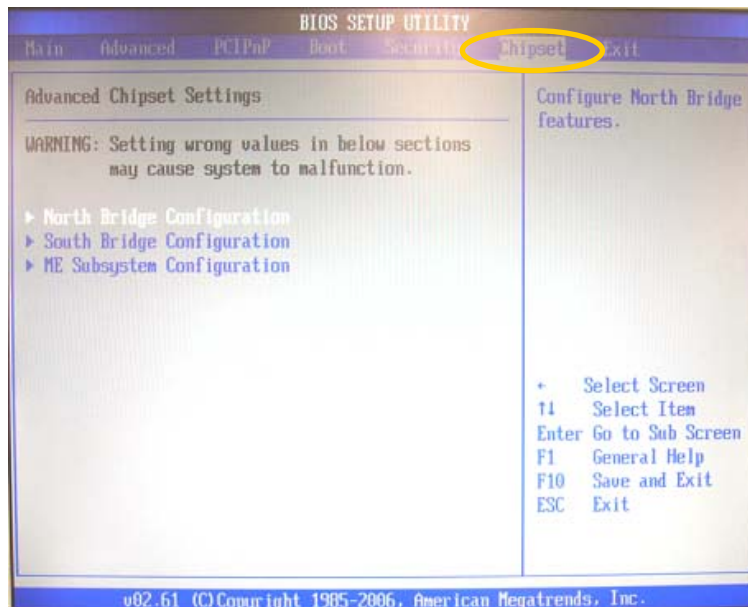 BIOS SETUP UTILITY
Main Advanced PCIPnP Boot Security Chipset Exit
Advanced Chipset Settings
WARNING: Setting wrong values in below sections
may cause system to malfunction.
▶ North Bridge Configuration
▶ South Bridge Configuration
▶ ME Subsystem Configuration
Configure North Bridge
features.
← Select Screen
↑↓ Select Item
Enter Go to Sub Screen
F1 General Help
F10 Save and Exit
ESC Exit
v02.61 (C)Copyright 1985-2006, American Megatrends, Inc.